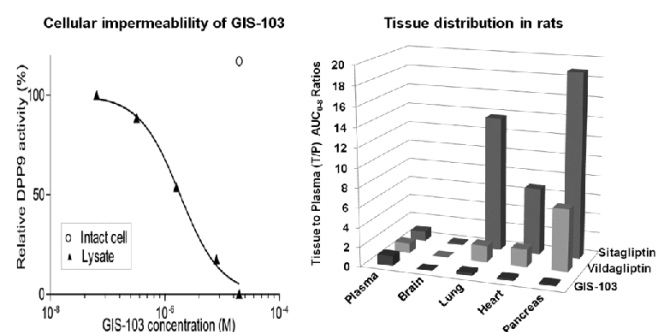 Cellular impermeablility of GIS-103
Relative DPP9 activity (%)
100
50
0
Intact cell
Lysate
10⁻⁶
10⁻⁵
10⁻⁴
GIS-103 concentration (M)
Tissue distribution in rats
Tissue to Plasma (T/P) AUC₀₋₈ Ratios
20
18
16
14
12
10
8
6
4
2
0
Plasma
Brain
Lung
Heart
Pancreas
Sitagliptin
Vildagliptin
GIS-103